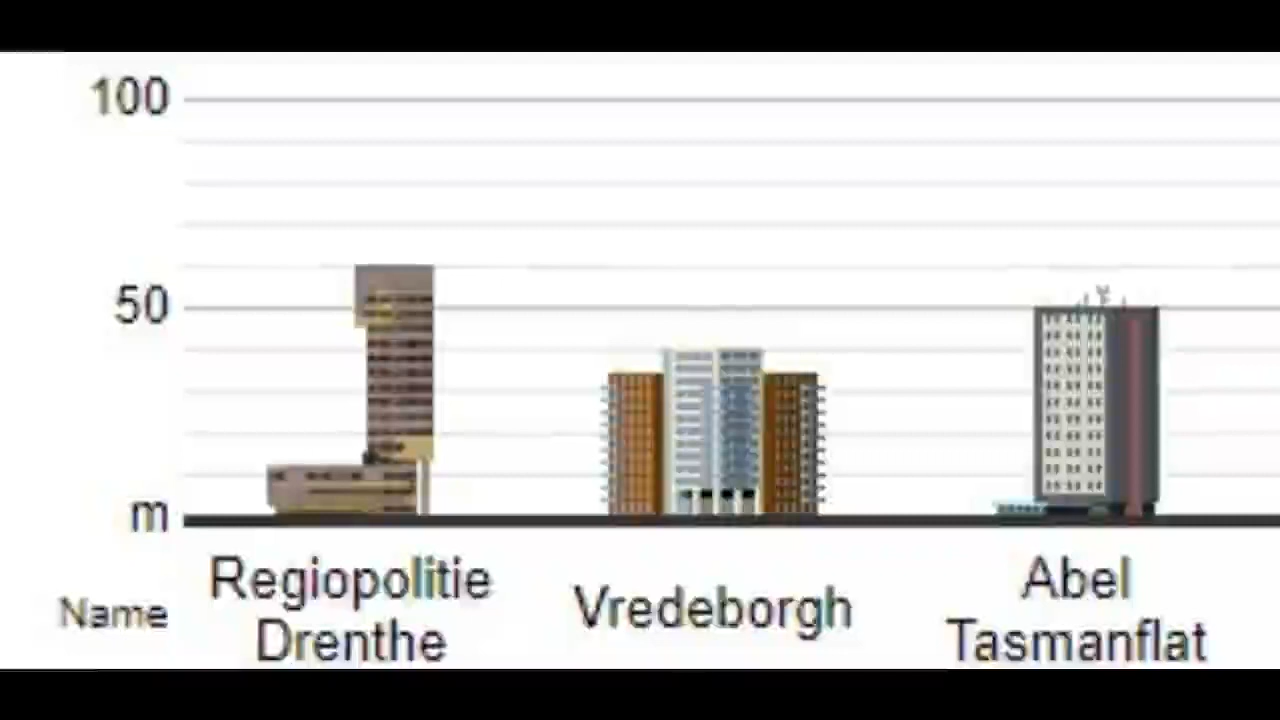 100
50
m
Name
Regiopolitie
Drenthe
Vredeborgh
Abel
Tasmanflat